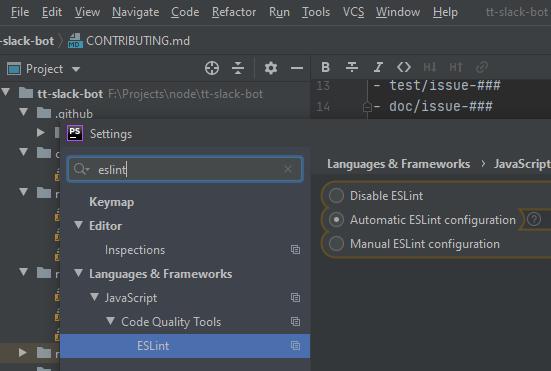 File Edit View Navigate Code Refactor Run Tools VCS Window Help tt-slack-bot
-slack-bot CONTRIBUTING.md
Project
13 - test/issue-###
tt-slack-bot F:\Projects\node\tt-slack-bot
14 - doc/issue-###
.github
PS Settings
eslint
Languages & Frameworks › JavaScript
Keymap
Disable ESLint
Editor
Automatic ESLint configuration ?
Inspections
Manual ESLint configuration
Languages & Frameworks
JavaScript
Code Quality Tools
ESLint